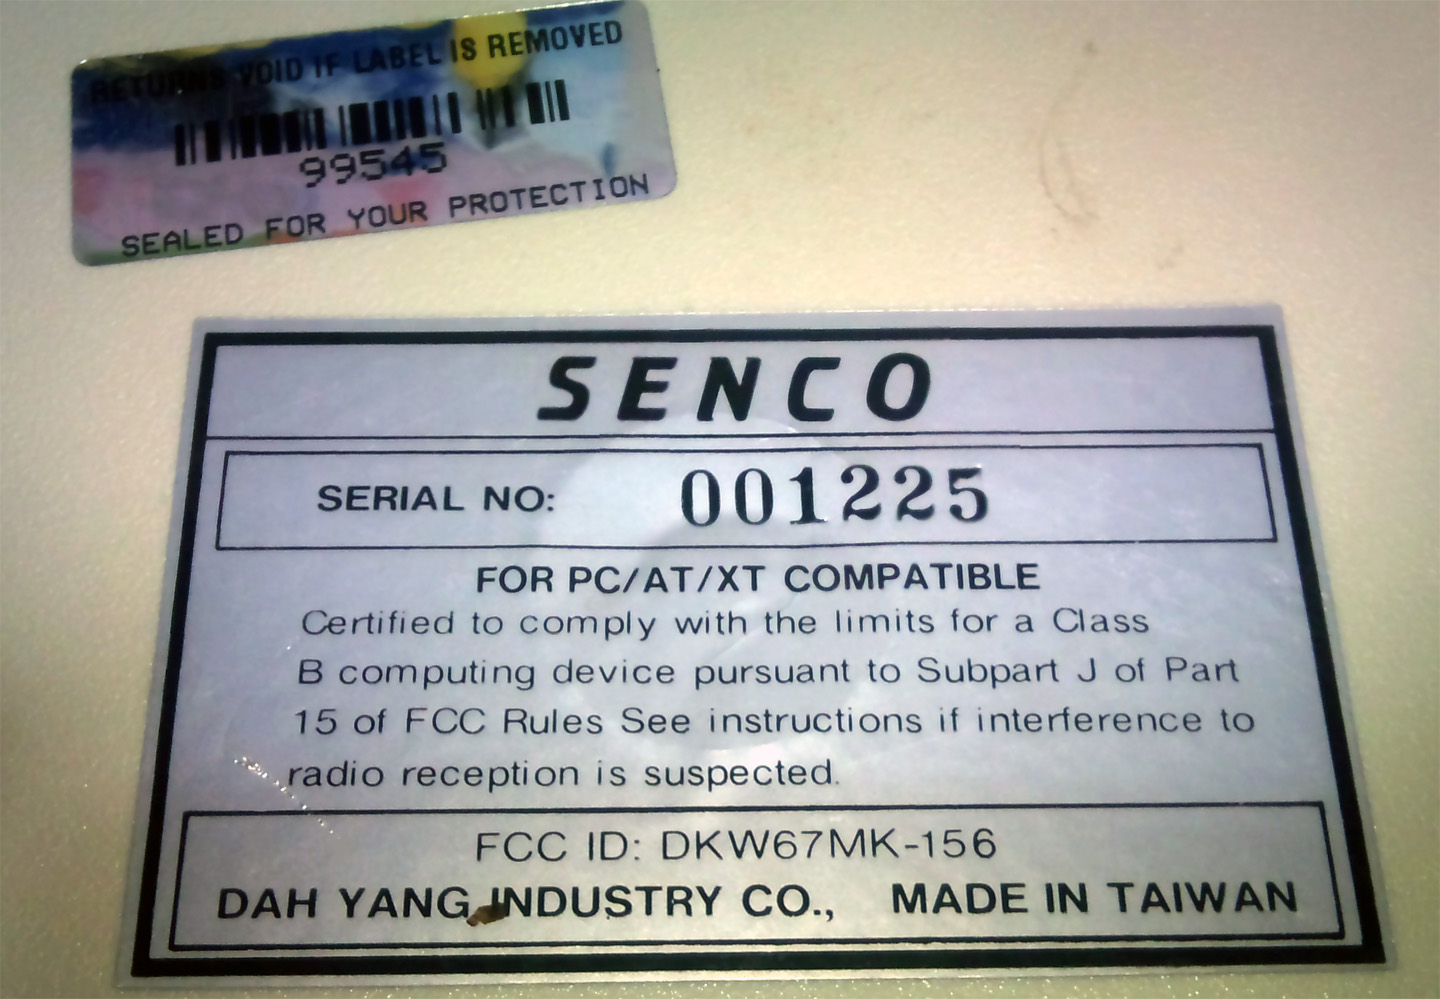 RETURNS VOID IF LABEL IS REMOVED
99545
SEALED FOR YOUR PROTECTION
SENCO
SERIAL NO: 001225
FOR PC/AT/XT COMPATIBLE
Certified to comply with the limits for a Class
B computing device pursuant to Subpart J of Part
15 of FCC Rules See instructions if interference to
radio reception is suspected.
FCC ID: DKW67MK-156
DAH YANG INDUSTRY CO., MADE IN TAIWAN